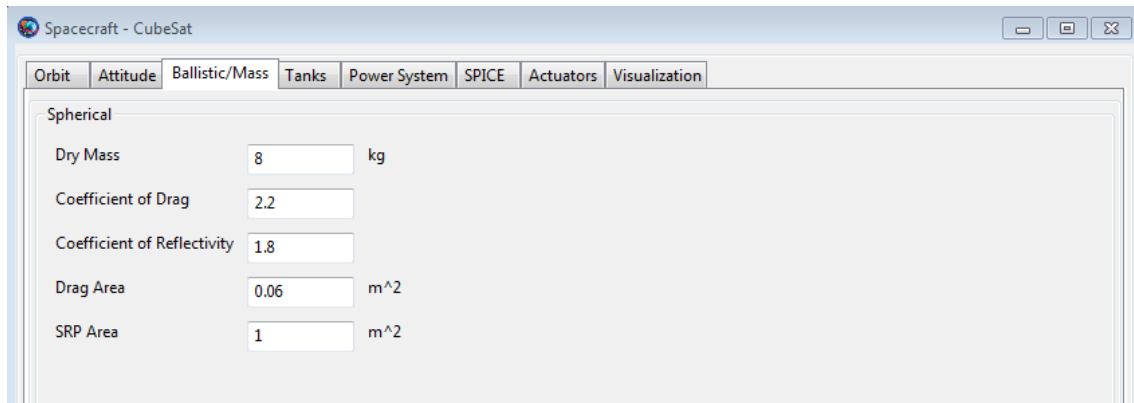 Spacecraft - CubeSat
Orbit Attitude Ballistic/Mass Tanks Power System SPICE Actuators Visualization
Spherical
Dry Mass 8 kg
Coefficient of Drag 2.2
Coefficient of Reflectivity 1.8
Drag Area 0.06 m^2
SRP Area 1 m^2